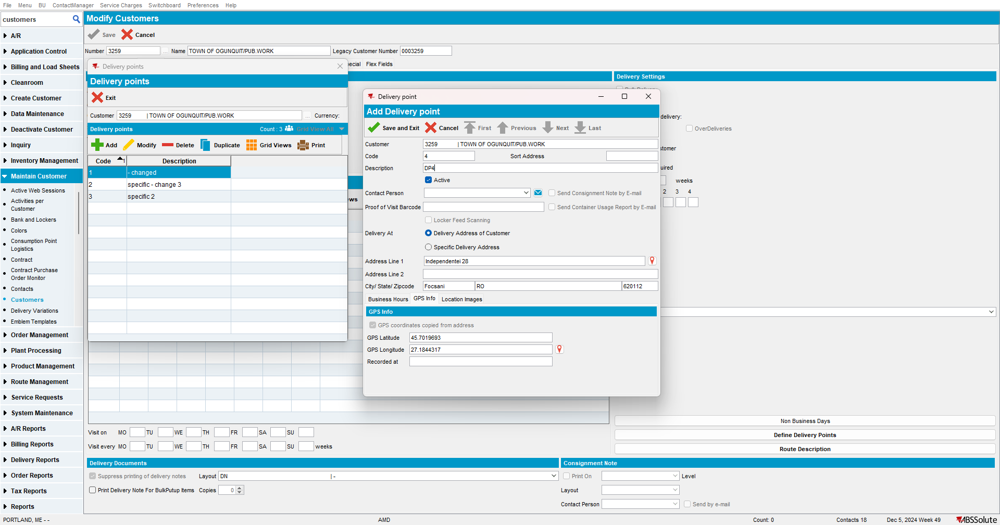 File Menu BU ContactManager Service Charges Switchboard Preferences Help
customers
Modify Customers
Save Cancel
Number 3259 ... Name TOWN OF OGUNQUIT/PUB.WORK Legacy Customer Number 0003259
ecial Flex Fields
A/R
Application Control
Billing and Load Sheets
Cleanroom
Create Customer
Data Maintenance
Deactivate Customer
Inquiry
Inventory Management
Maintain Customer
Active Web Sessions
Activities per
Customer
Bank and Lockers
Colors
Consumption Point
Logistics
Contract
Contract Purchase
Order Monitor
Contacts
Customers
Delivery Variations
Emblem Templates
Order Management
Plant Processing
Product Management
Route Management
Service Requests
System Maintenance
A/R Reports
Billing Reports
Delivery Reports
Order Reports
Tax Reports
Reports
Delivery points
Delivery points
Exit
Customer 3259 | TOWN OF OGUNQUIT/PUB.WORK ... Currency:
Delivery points Count : 3 Grid View All
Add Modify Delete Duplicate Grid Views Print
Code 1 Description
1 - changed
2 specific - change 3
3 specific 2
Delivery point
Add Delivery point
Save and Exit Cancel First Previous Next Last
Customer 3259 | TOWN OF OGUNQUIT/PUB.WORK
Code 4 Sort Address
Description DP4
Active
Contact Person Send Consignment Note by E-mail
Proof of Visit Barcode Send Container Usage Report by E-mail
Locker Feed Scanning
Delivery At Delivery Address of Customer
Specific Delivery Address
Address Line 1 Independentei 28
Address Line 2
City/ State/ Zipcode Focsani RO 620112
Business Hours GPS Info Location Images
GPS Info
GPS coordinates copied from address
GPS Latitude 45.7019693
GPS Longitude 27.1844317
Recorded at
Delivery Settings
delivery:
OverDeliveries
stomer
uired
weeks
2 3 4
ews
Non Business Days
Define Delivery Points
Route Description
Visit on MO TU WE TH FR SA SU
Visit every MO TU WE TH FR SA SU weeks
Delivery Documents
Suppress printing of delivery notes Layout DN | -
Print Delivery Note For BulkPutup Items Copies 0
Consignment Note
Print On Level
Layout
Contact Person Send by e-mail
PORTLAND, ME - - AMD Count: 0 Contacts 18 Dec 5, 2024 Week 49 ABSSolute